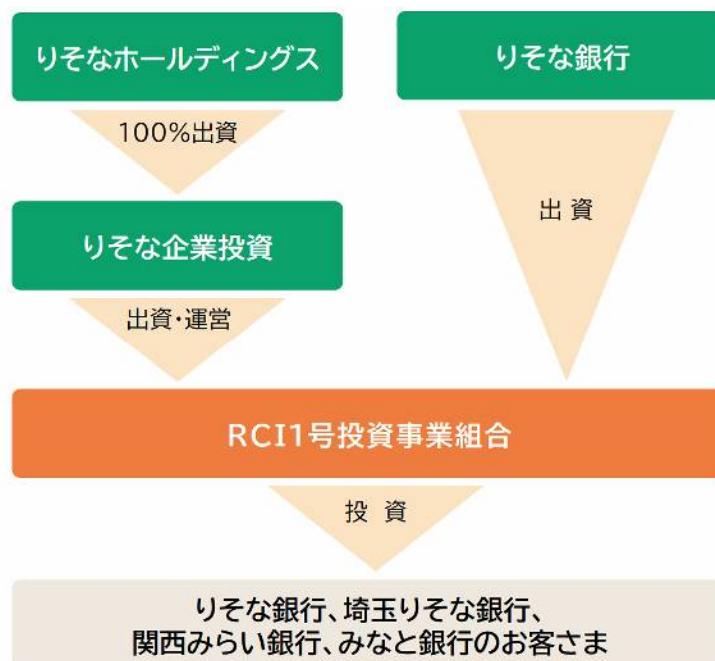 りそなホールディングス
りそな銀行
100%出資
出 資
りそな企業投資
出資・運営
RCI1号投資事業組合
投 資
りそな銀行、埼玉りそな銀行、
関西みらい銀行、みなと銀行のお客さま